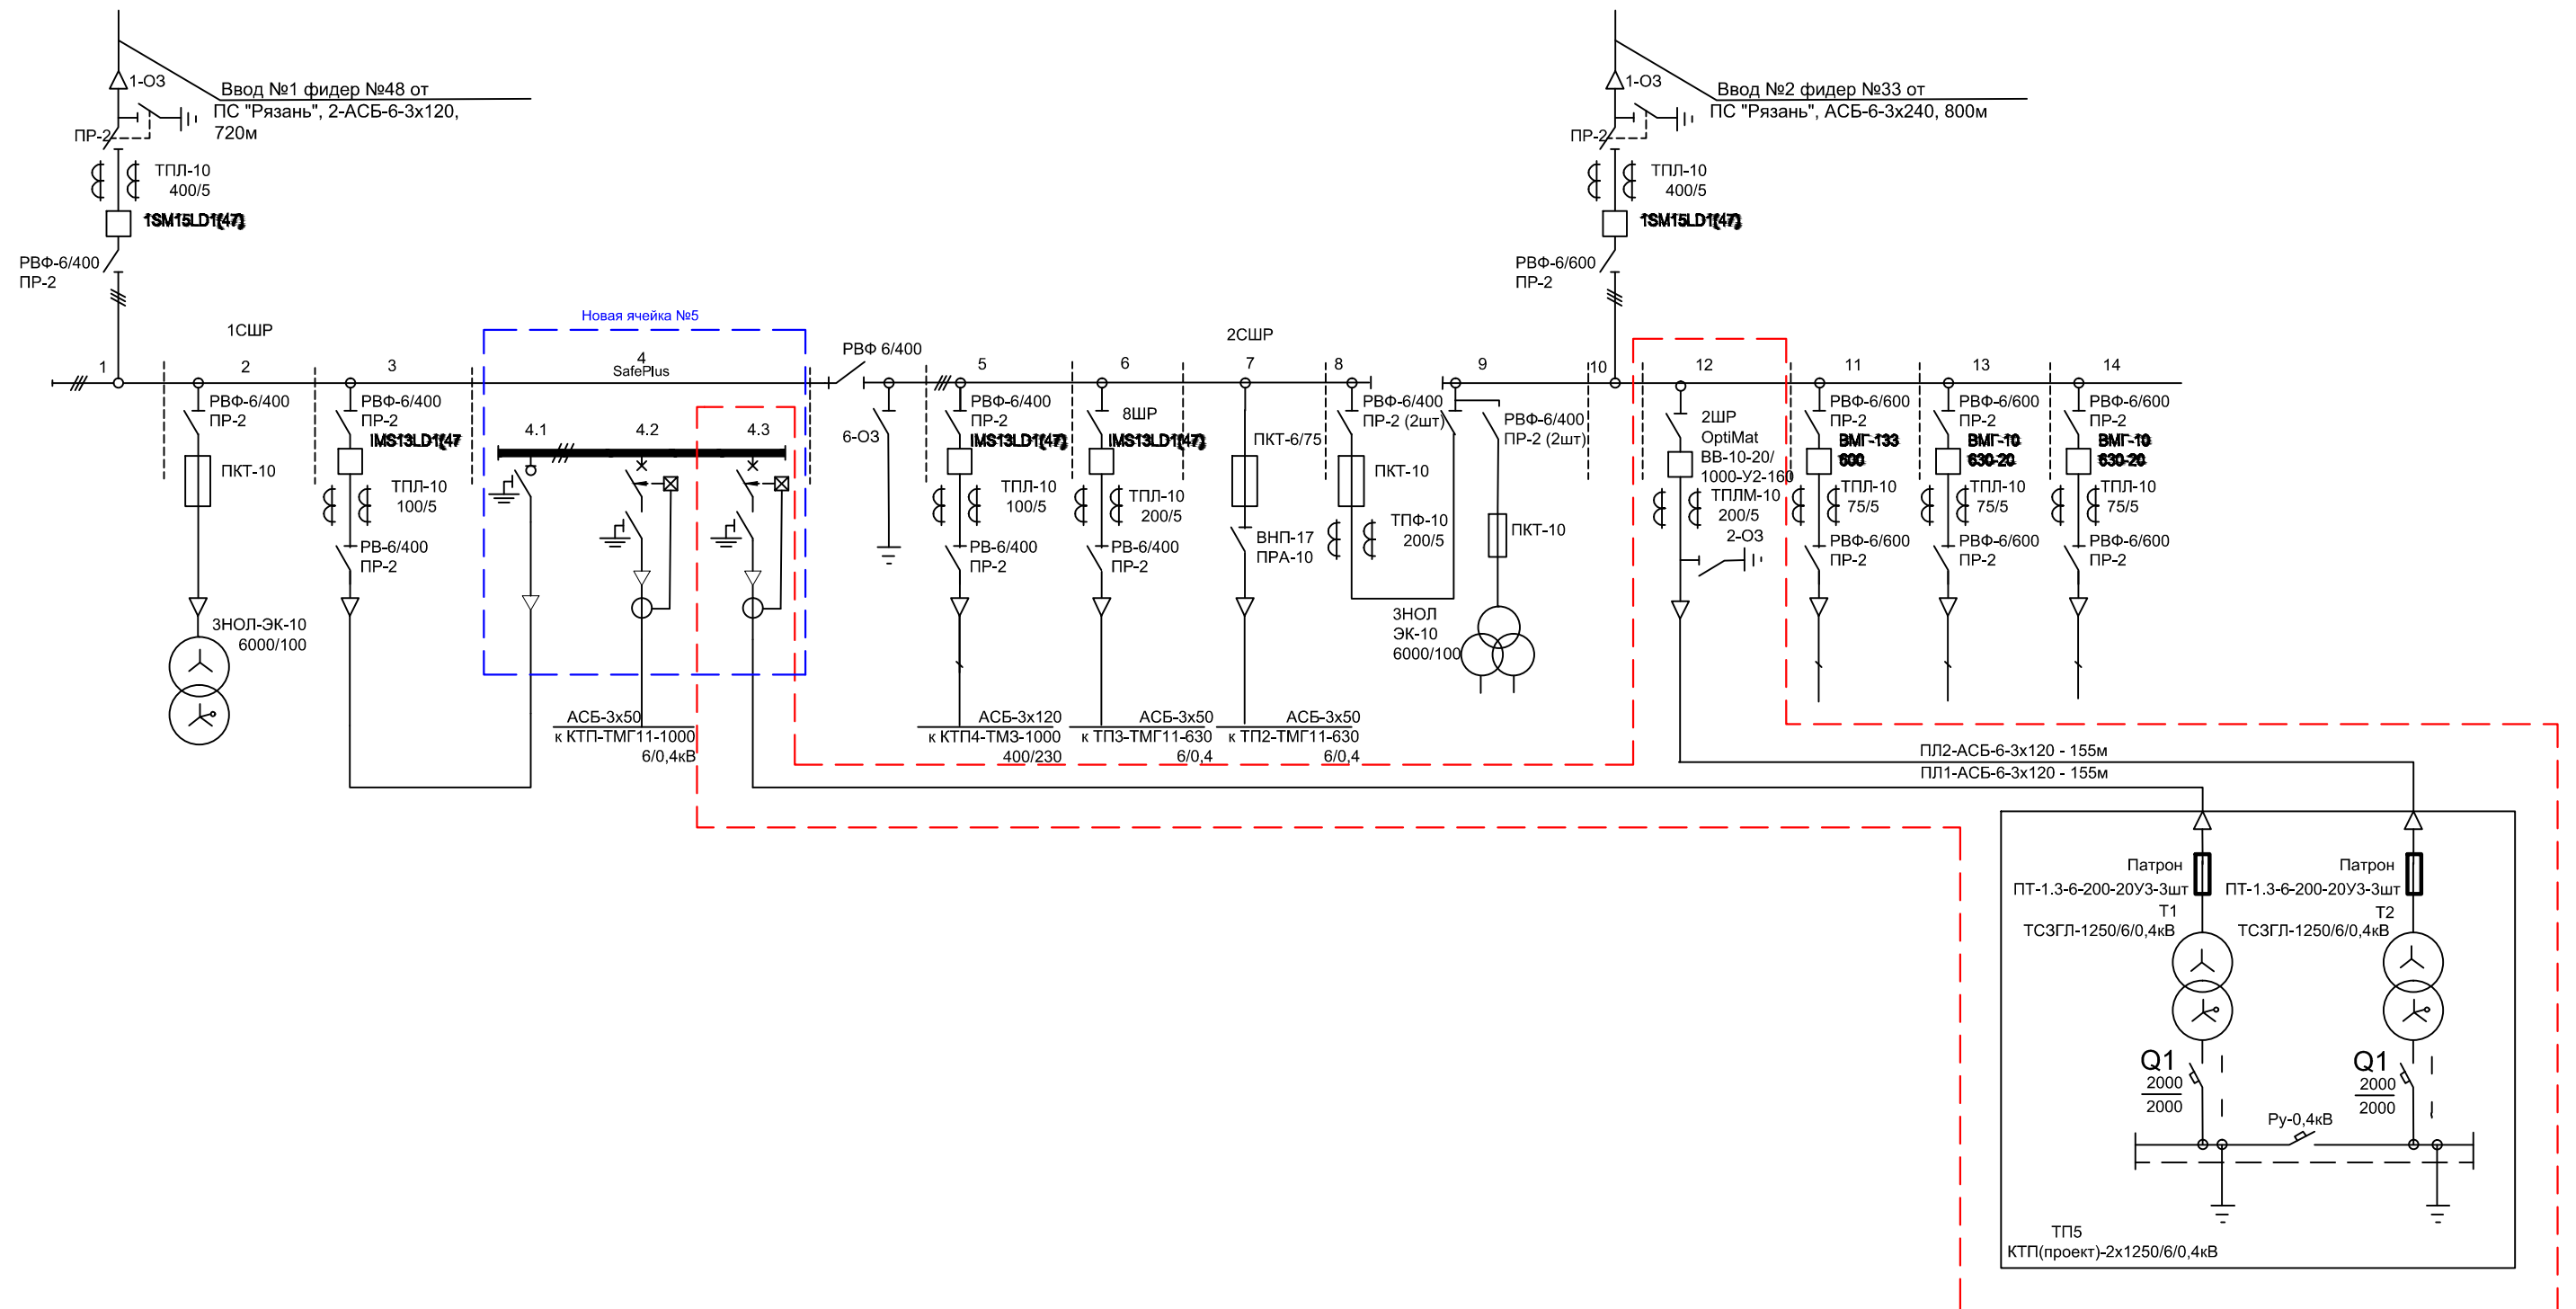 1-ОЗ
Ввод №1 фидер №48 от
ПС "Рязань", 2-АСБ-6-3х120,
720м
ПР-2
ТПЛ-10
400/5
РВФ-6/400
ПР-2
1-ОЗ
Ввод №2 фидер №33 от
ПС "Рязань", АСБ-6-3х240, 800м
ПР-2
ТПЛ-10
400/5
РВФ-6/600
ПР-2
1СШР
Новая ячейка №5
2СШР
1
2
3
4
SafePlus
РВФ 6/400
5
6
7
8
9
10
12
11
13
14
РВФ-6/400
ПР-2
ПКТ-10
ЗНОЛ-ЭК-10
6000/100
РВФ-6/400
ПР-2
ТПЛ-10
100/5
РВ-6/400
ПР-2
4.1
4.2
4.3
АСБ-3х50
к КТП-ТМГ11-1000
6/0,4кВ
6-ОЗ
РВФ-6/400
ПР-2
ТПЛ-10
100/5
РВ-6/400
ПР-2
АСБ-3х120
к КТП4-ТМЗ-1000
400/230
РВФ-6/400
ПР-2
8ШР
ТПЛ-10
200/5
РВ-6/400
ПР-2
АСБ-3х50
к ТП3-ТМГ11-630
6/0,4
ПКТ-6/75
ВНП-17
ПРА-10
АСБ-3х50
к ТП2-ТМГ11-630
6/0,4
РВФ-6/400
ПР-2 (2шт)
ПКТ-10
ТПФ-10
200/5
РВФ-6/400
ПР-2 (2шт)
ПКТ-10
ЗНОЛ
ЭК-10
6000/100
2ШР
OptiMat
ВВ-10-20/
1000-У2-160
ТПЛМ-10
200/5
2-ОЗ
РВФ-6/600
ПР-2
ВМГ-133
600
ТПЛ-10
75/5
РВФ-6/600
ПР-2
РВФ-6/600
ПР-2
ВМГ-10
630-20
ТПЛ-10
75/5
РВФ-6/600
ПР-2
РВФ-6/600
ПР-2
ВМГ-10
630-20
ТПЛ-10
75/5
РВФ-6/600
ПР-2
ПЛ2-АСБ-6-3х120 - 155м
ПЛ1-АСБ-6-3х120 - 155м
Патрон
ПТ-1.3-6-200-20У3-3шт
Т1
ТСЗГЛ-1250/6/0,4кВ
Q1
2000
2000
Патрон
ПТ-1.3-6-200-20У3-3шт
Т2
ТСЗГЛ-1250/6/0,4кВ
Q1
2000
2000
Ру-0,4кВ
ТП5
КТП(проект)-2х1250/6/0,4кВ